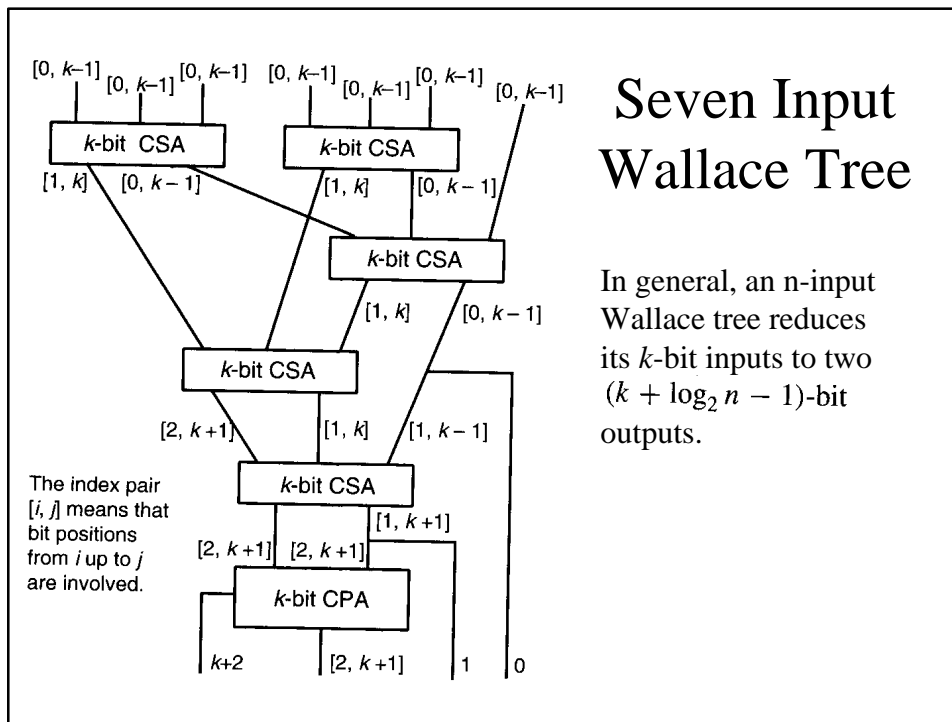 Seven Input
Wallace Tree
In general, an n-input
Wallace tree reduces
its k-bit inputs to two
(k + log₂ n − 1)-bit
outputs.
[0, k–1] [0, k–1] [0, k–1] [0, k–1] [0, k–1] [0, k–1] [0, k–1]
k-bit CSA k-bit CSA
[1, k] [0, k – 1] [1, k] [0, k – 1]
k-bit CSA
[1, k] [0, k – 1]
k-bit CSA
[2, k +1] [1, k] [1, k – 1]
k-bit CSA
The index pair
[i, j] means that
bit positions
from i up to j
are involved.
[1, k +1]
[2, k +1] [2, k +1]
k-bit CPA
k+2 [2, k +1] 1 0